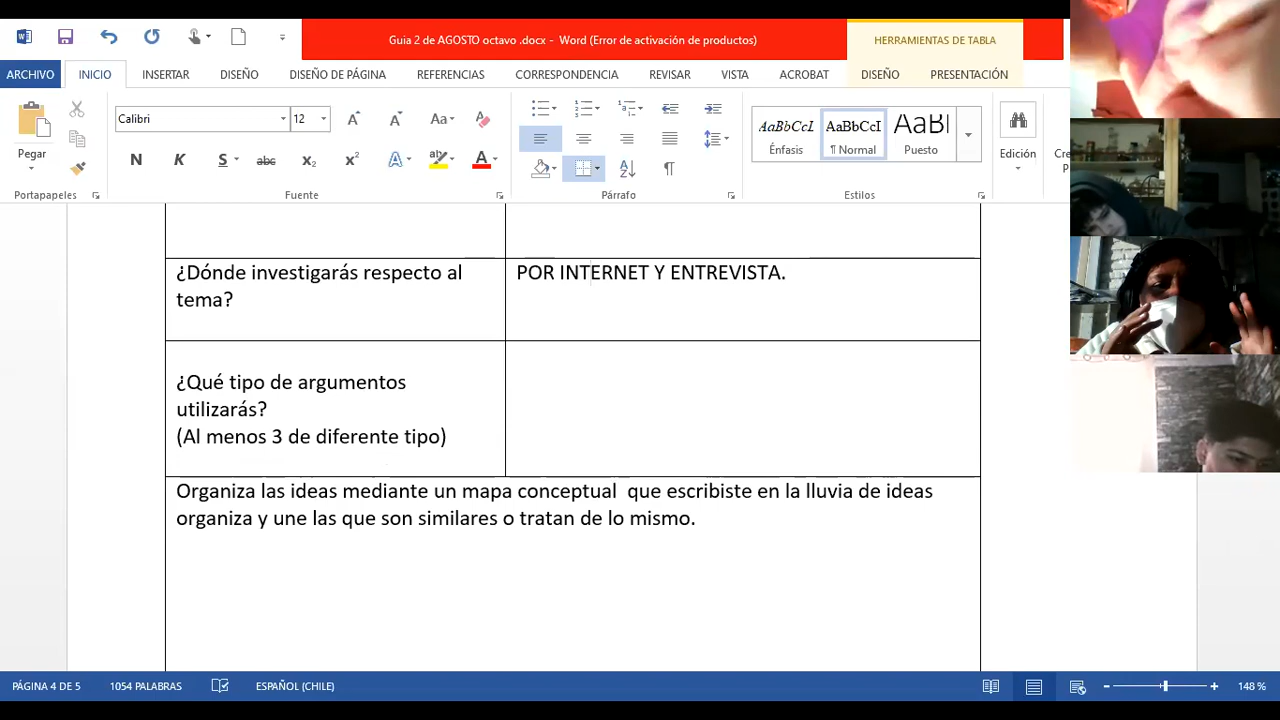 Guia 2 de AGOSTO octavo .docx - Word (Error de activación de productos)
HERRAMIENTAS DE TABLA
ARCHIVO INICIO INSERTAR DISEÑO DISEÑO DE PÁGINA REFERENCIAS CORRESPONDENCIA REVISAR VISTA ACROBAT DISEÑO PRESENTACIÓN
Pegar
Portapapeles
Calibri 12
Aa
N K S abc x₂ x² A A
Fuente
Párrafo
AaBbCcL AaBbCcI AaBl
Énfasis ¶ Normal Puesto
Estilos
Edición
¿Dónde investigarás respecto al
tema?
POR INTERNET Y ENTREVISTA.
¿Qué tipo de argumentos
utilizarás?
(Al menos 3 de diferente tipo)
Organiza las ideas mediante un mapa conceptual  que escribiste en la lluvia de ideas
organiza y une las que son similares o tratan de lo mismo.
PÁGINA 4 DE 5 1054 PALABRAS ESPAÑOL (CHILE) 148 %